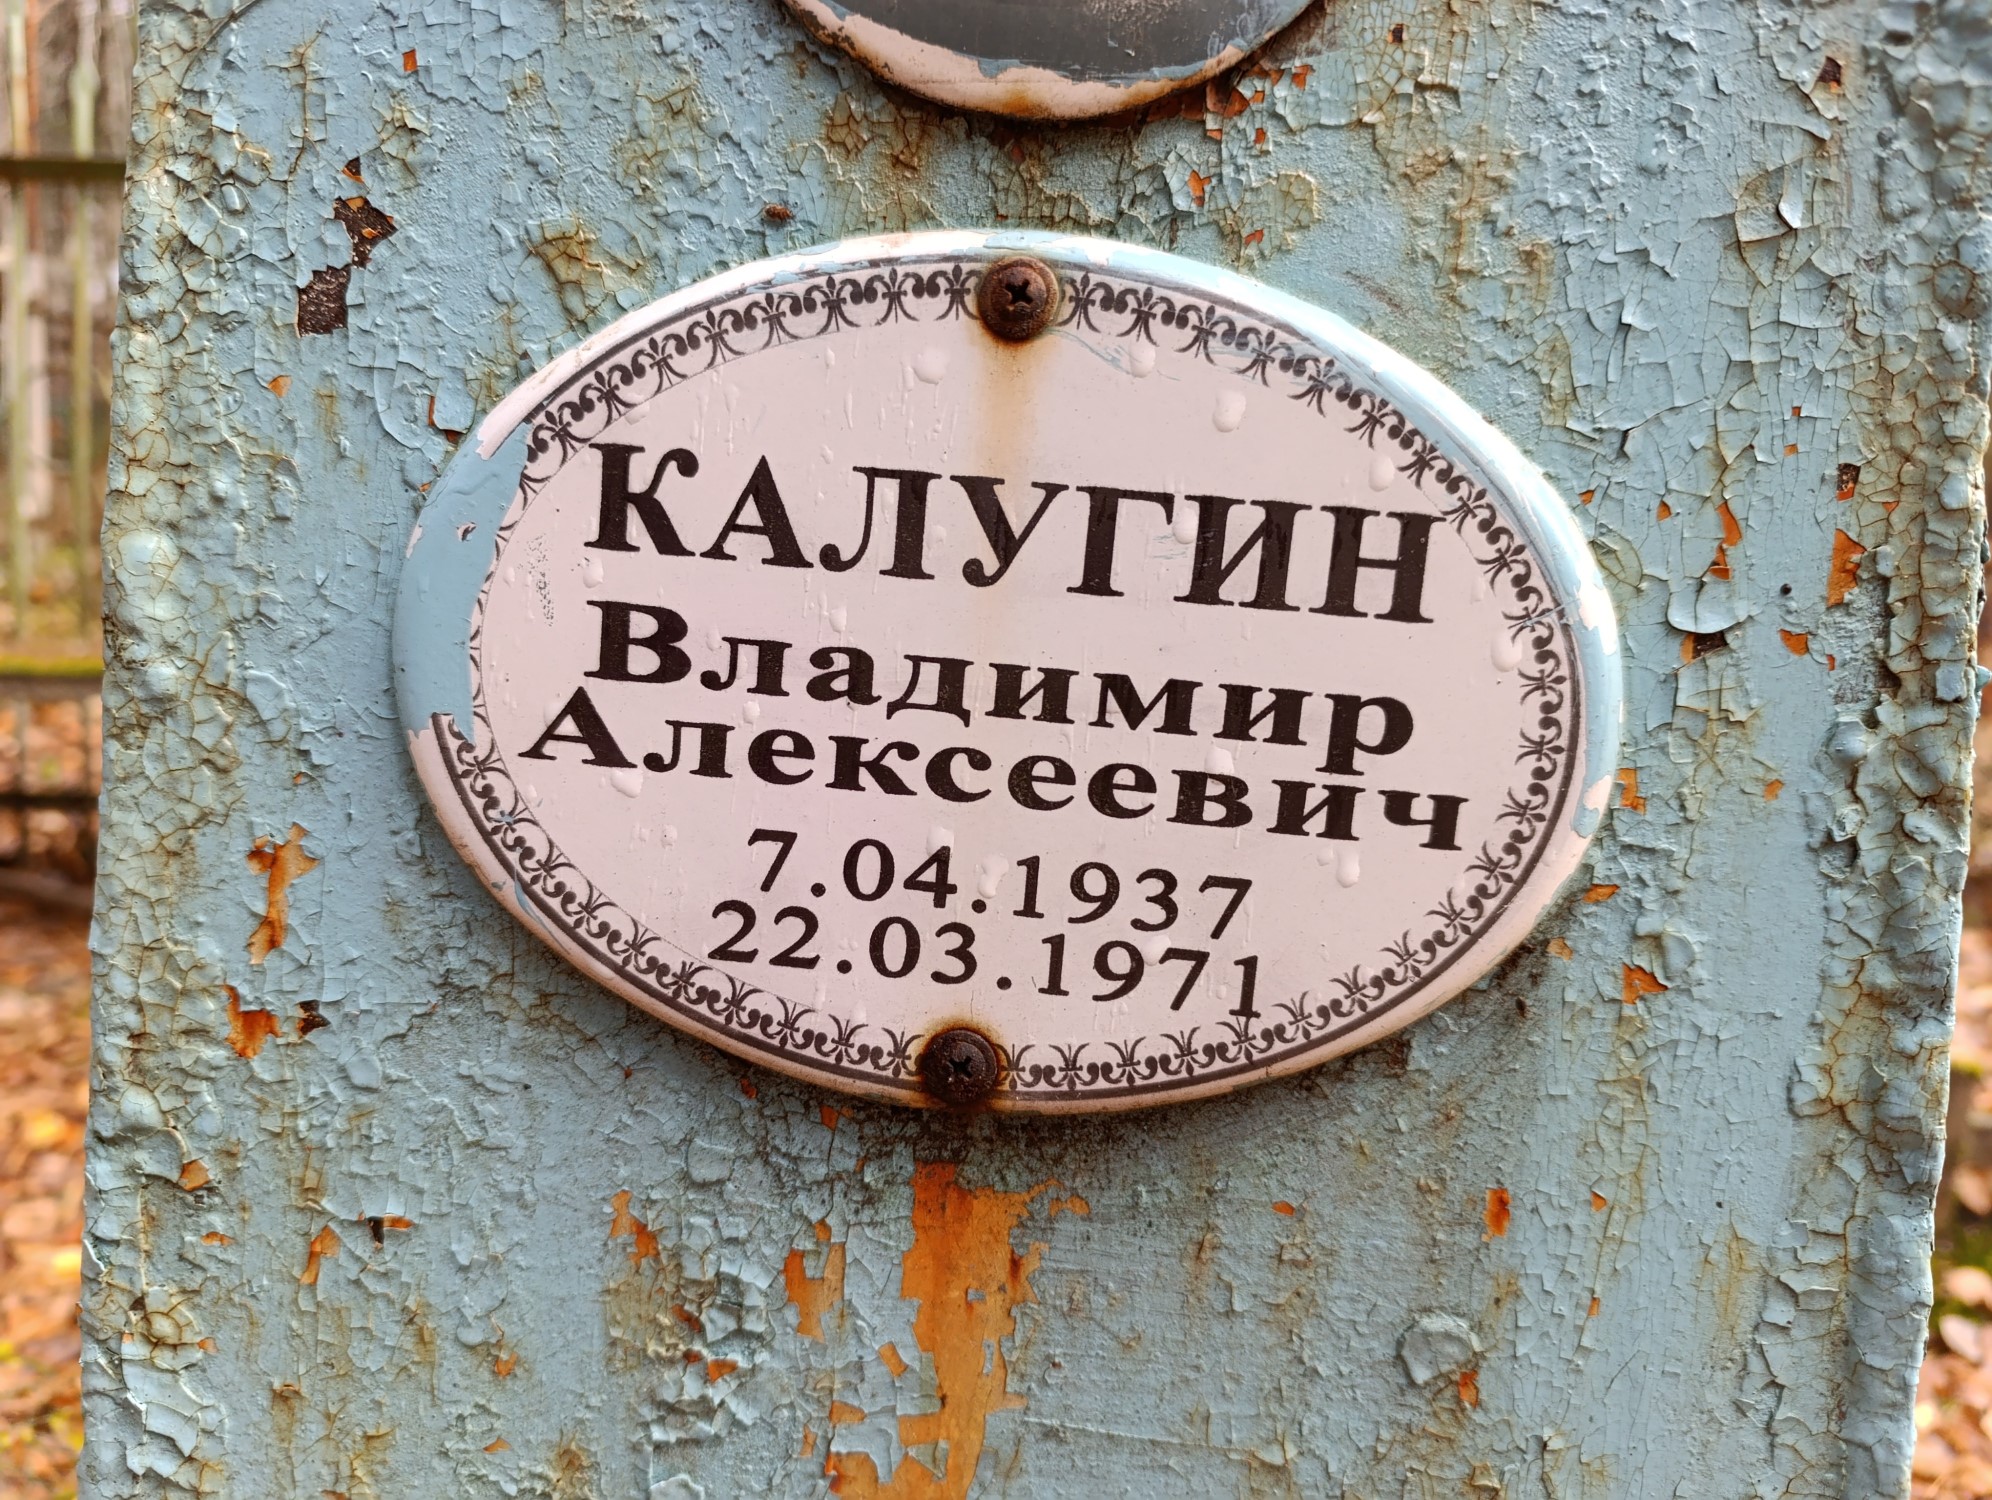 КАЛУГИН
Владимир
Алексеевич
7.04.1937
22.03.1971